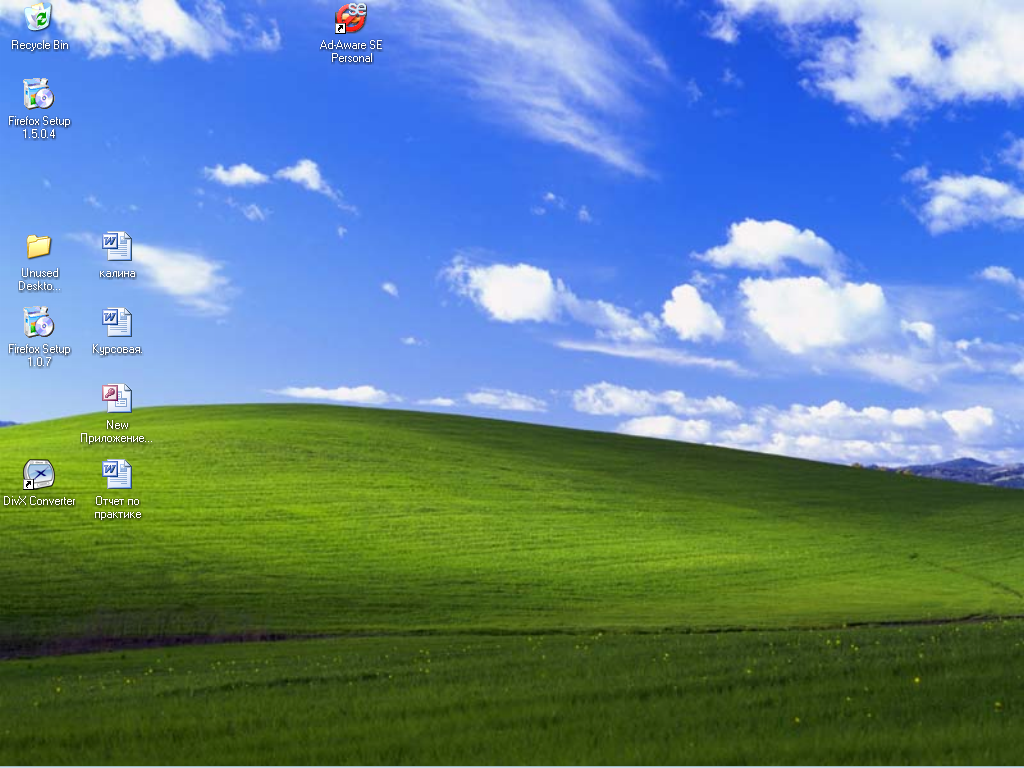 Recycle Bin
Ad-Aware SE
Personal
Firefox Setup
1.5.0.4
Unused
Deskto...
калина
Firefox Setup
1.0.7
Курсовая.
New
Приложение...
DivX Converter
Отчет по
практике